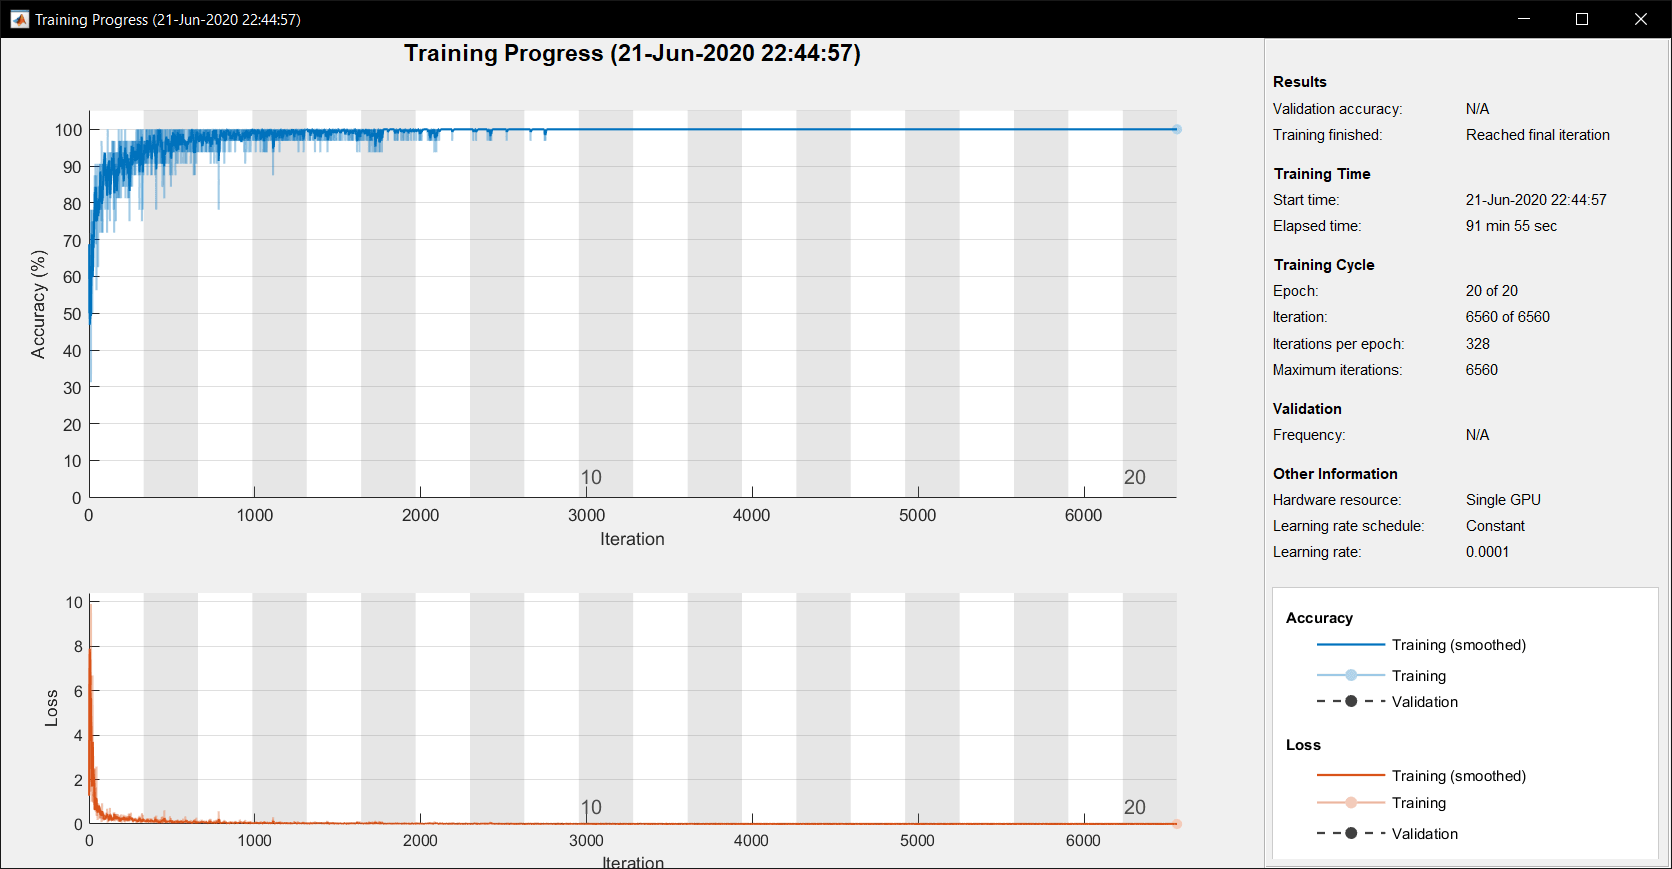 Training Progress (21-Jun-2020 22:44:57)
Training Progress (21-Jun-2020 22:44:57)
100
90
80
70
60
50
40
30
20
10
0
Accuracy (%)
10
20
0 1000 2000 3000 4000 5000 6000
Iteration
10
8
6
4
2
0
Loss
10
20
0 1000 2000 3000 4000 5000 6000
Iteration
Results
Validation accuracy: N/A
Training finished: Reached final iteration
Training Time
Start time: 21-Jun-2020 22:44:57
Elapsed time: 91 min 55 sec
Training Cycle
Epoch: 20 of 20
Iteration: 6560 of 6560
Iterations per epoch: 328
Maximum iterations: 6560
Validation
Frequency: N/A
Other Information
Hardware resource: Single GPU
Learning rate schedule: Constant
Learning rate: 0.0001
Accuracy
Training (smoothed)
Training
Validation
Loss
Training (smoothed)
Training
Validation